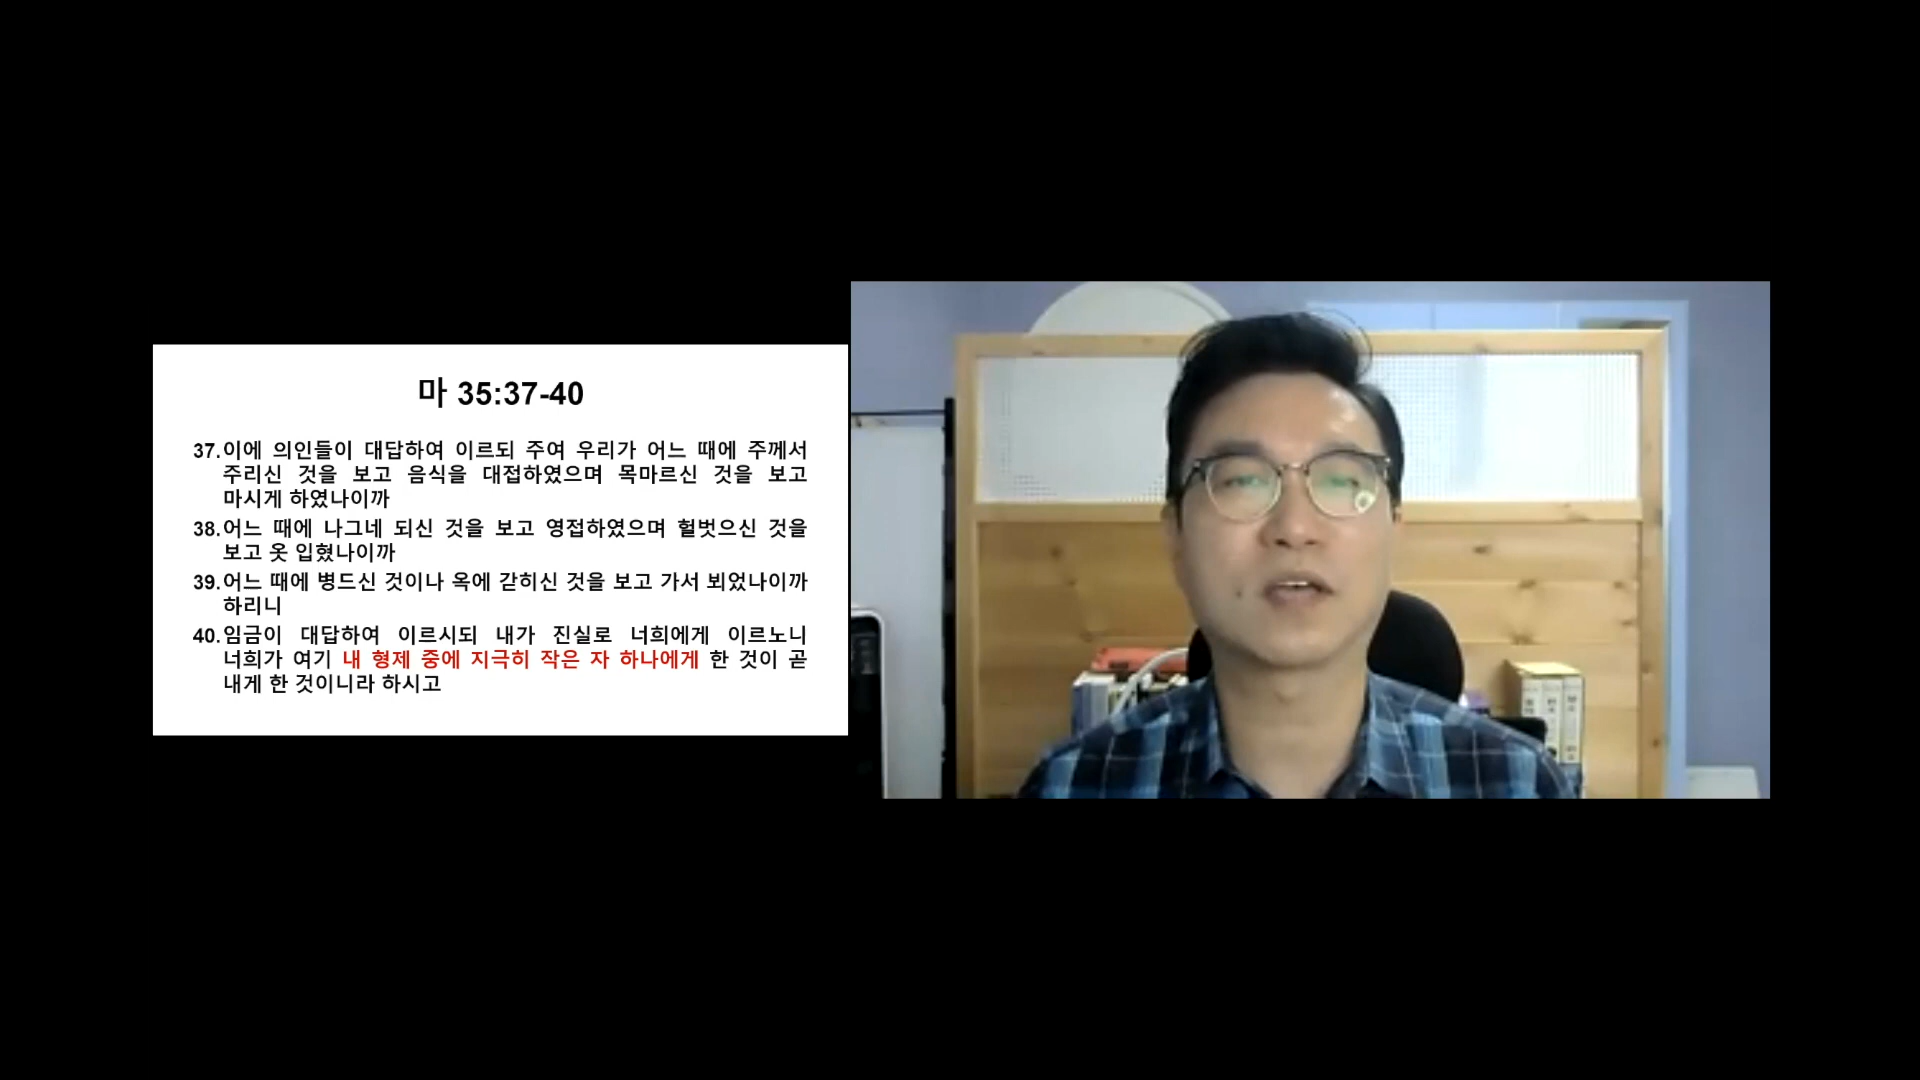 마 35:37-40
37.이에 의인들이 대답하여 이르되 주여 우리가 어느 때에 주께서
주리신 것을 보고 음식을 대접하였으며 목마르신 것을 보고
마시게 하였나이까
38.어느 때에 나그네 되신 것을 보고 영접하였으며 헐벗으신 것을
보고 옷 입혔나이까
39.어느 때에 병드신 것이나 옥에 갇히신 것을 보고 가서 뵈었나이까
하리니
40.임금이 대답하여 이르시되 내가 진실로 너희에게 이르노니
너희가 여기 내 형제 중에 지극히 작은 자 하나에게 한 것이 곧
내게 한 것이니라 하시고